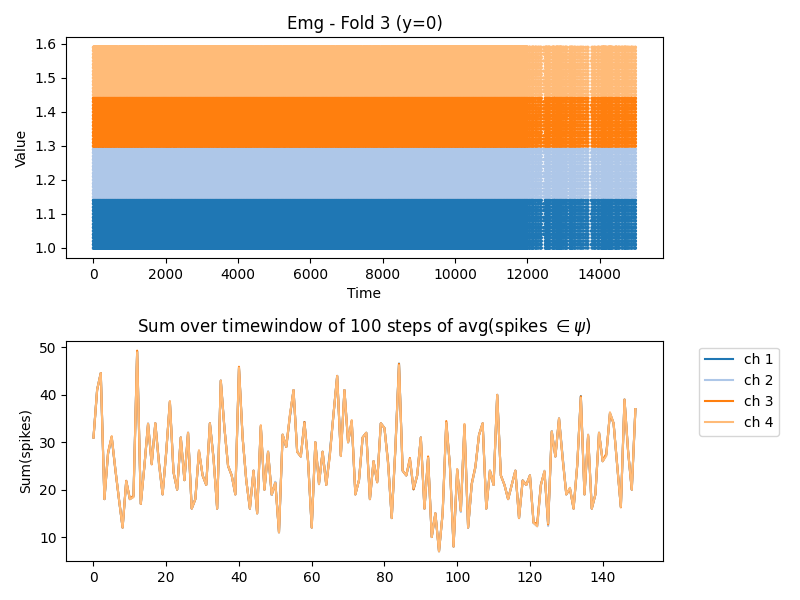 Emg - Fold 3 (y=0)
1.6
1.5
1.4
1.3
1.2
1.1
1.0
Value
0 2000 4000 6000 8000 10000 12000 14000
Time
Sum over timewindow of 100 steps of avg(spikes ∈ ψ)
50
40
30
20
10
Sum(spikes)
0 20 40 60 80 100 120 140
ch 1
ch 2
ch 3
ch 4